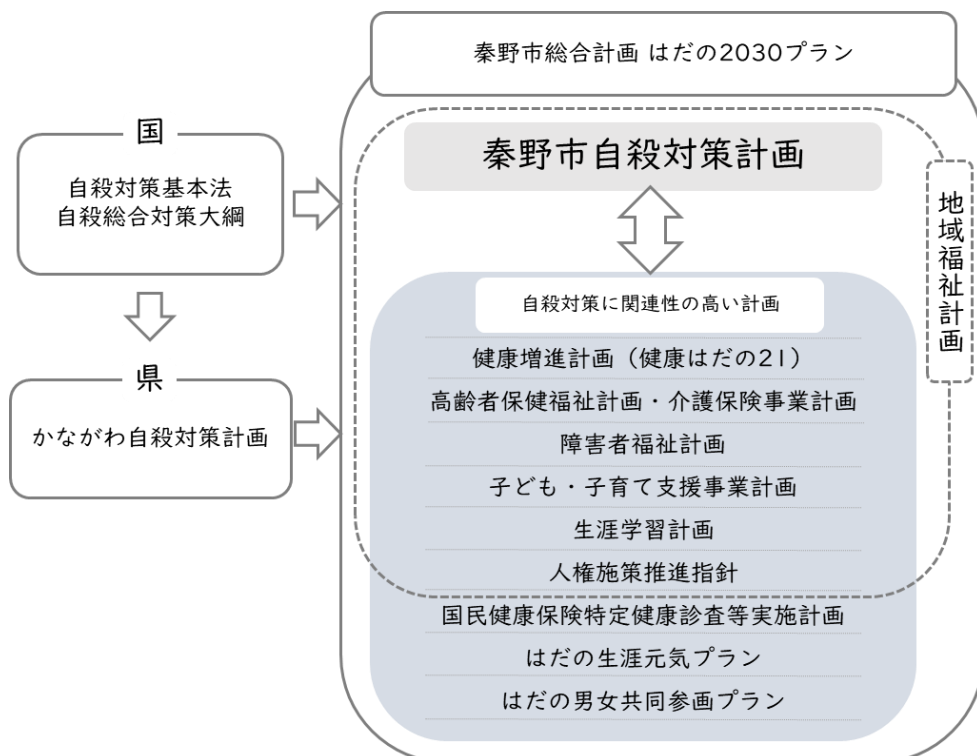 秦野市総合計画 はだの2030プラン
国
自殺対策基本法
自殺総合対策大綱
県
かながわ自殺対策計画
秦野市自殺対策計画
地域福祉計画
自殺対策に関連性の高い計画
健康増進計画（健康はだの21）
高齢者保健福祉計画・介護保険事業計画
障害者福祉計画
子ども・子育て支援事業計画
生涯学習計画
人権施策推進指針
国民健康保険特定健康診査等実施計画
はだの生涯元気プラン
はだの男女共同参画プラン